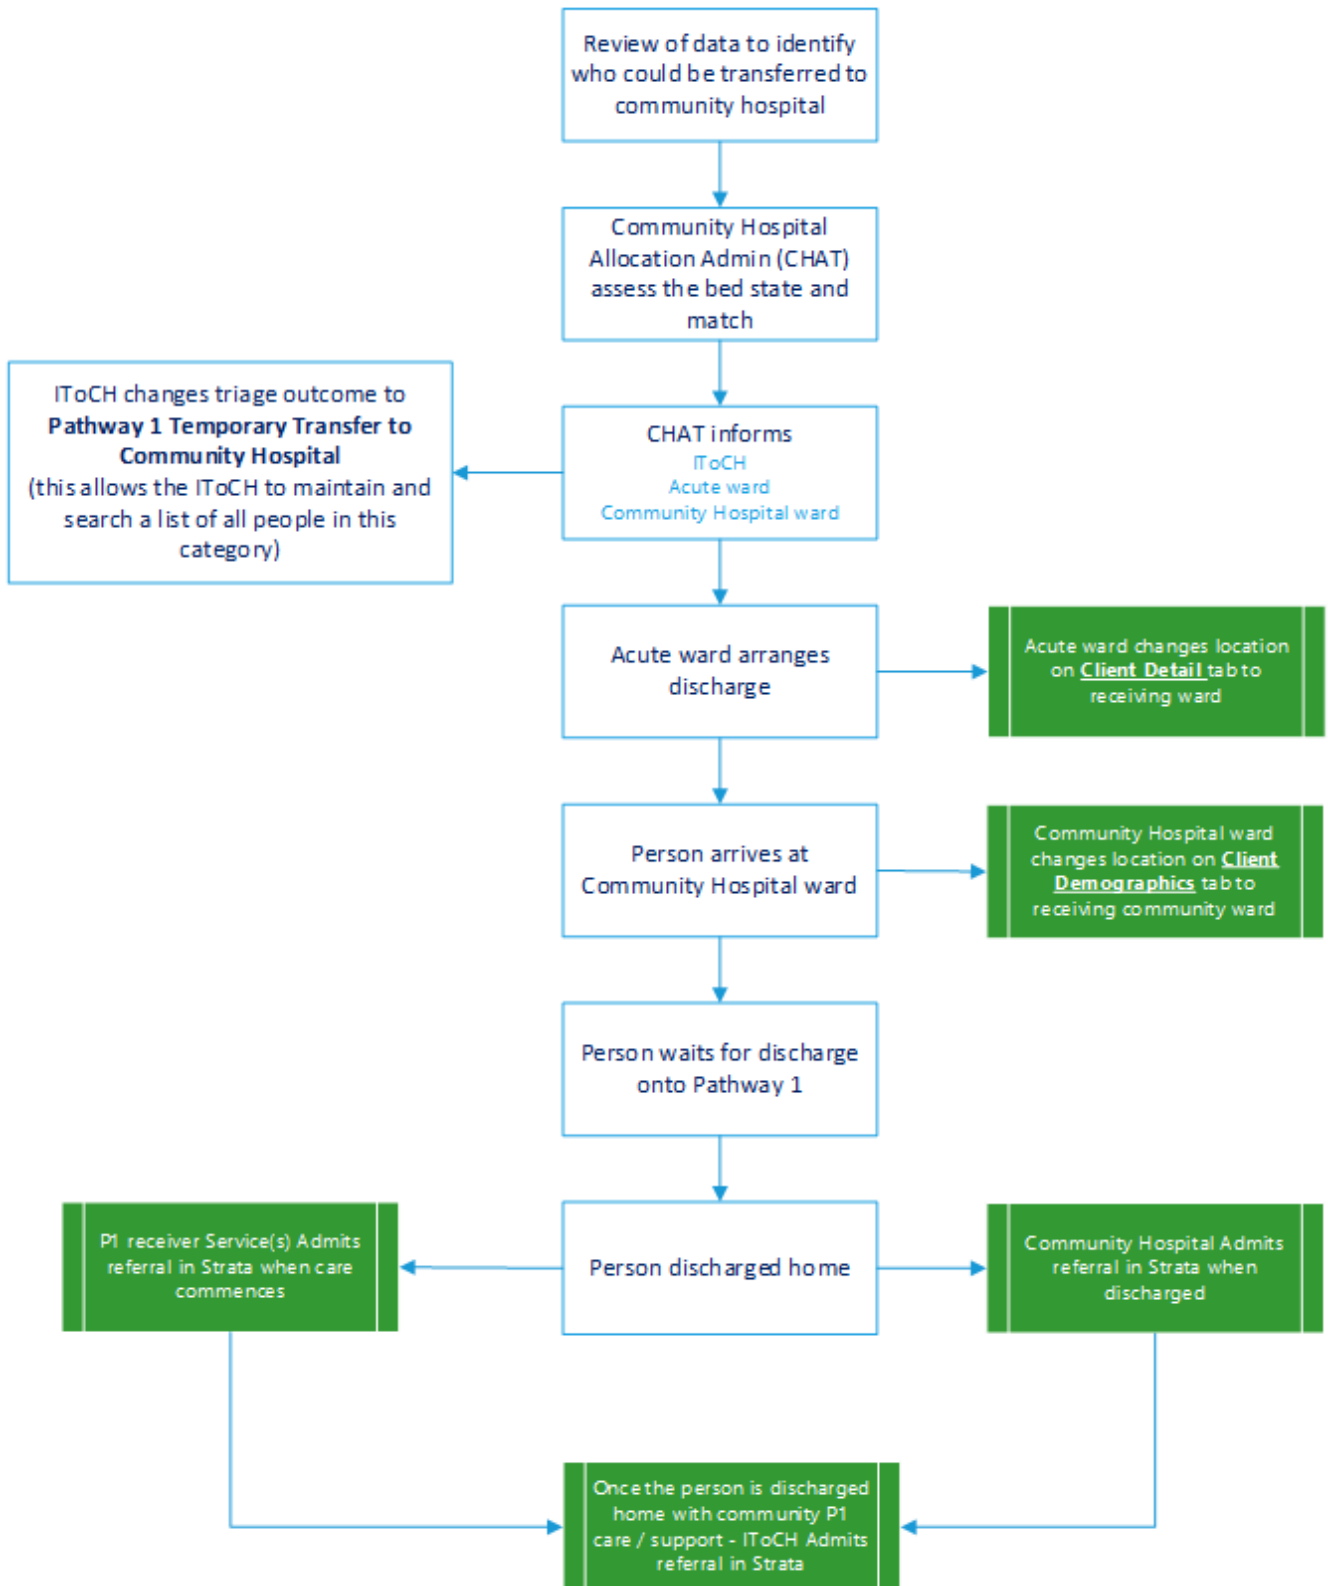 Review of data to identify
who could be transferred to
community hospital
Community Hospital
Allocation Admin (CHAT)
assess the bed state and
match
IToCH changes triage outcome to
Pathway 1 Temporary Transfer to
Community Hospital
(this allows the IToCH to maintain and
search a list of all people in this
category)
CHAT informs
IToCH
Acute ward
Community Hospital ward
Acute ward arranges
discharge
Acute ward changes location
on Client Detail tab to
receiving ward
Person arrives at
Community Hospital ward
Community Hospital ward
changes location on Client
Demographics tab to
receiving community ward
Person waits for discharge
onto Pathway 1
P1 receiver Service(s) Admits
referral in Strata when care
commences
Person discharged home
Community Hospital Admits
referral in Strata when
discharged
Once the person is discharged
home with community P1
care / support - IToCH Admits
referral in Strata